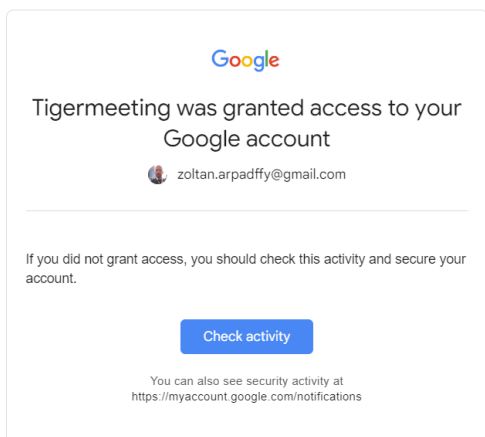 Google
Tigermeeting was granted access to your
Google account
zoltan.arpadffy@gmail.com
If you did not grant access, you should check this activity and secure your
account.
Check activity
You can also see security activity at
https://myaccount.google.com/notifications